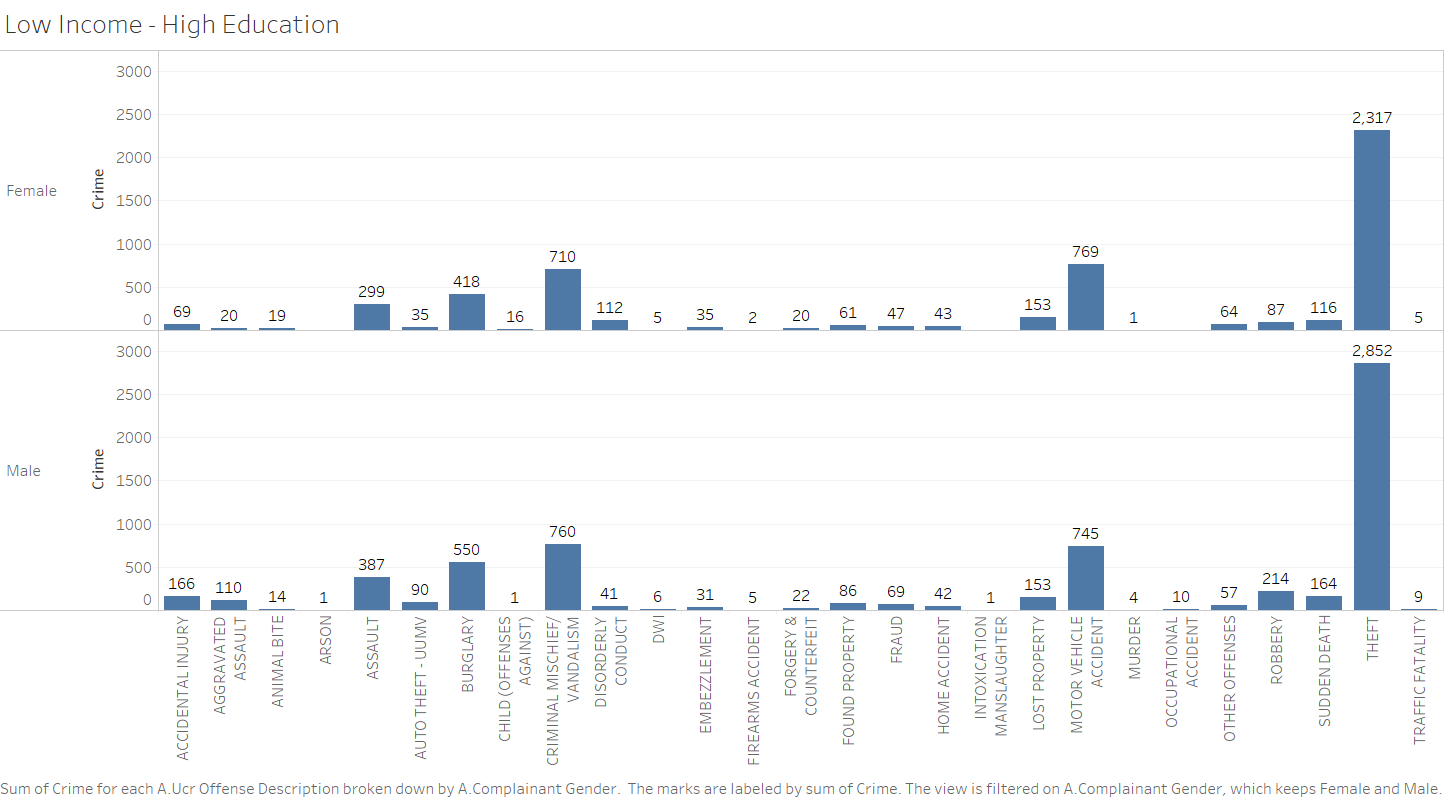 Low Income - High Education
3000
2500
2000
1500
1000
500
0
Crime
Female
69 20 19 299 35 418 16 710 112 5 35 2 20 61 47 43 153 769 1 64 87 116 2,317 5
3000
2500
2000
1500
1000
500
0
Crime
Male
166 110 14 1 387 90 550 1 760 41 6 31 5 22 86 69 42 1 153 745 4 10 57 214 164 2,852 9
ACCIDENTAL INJURY
AGGRAVATED
ASSAULT
ANIMAL BITE
ARSON
ASSAULT
AUTO THEFT - UUMV
BURGLARY
CHILD (OFFENSES
AGAINST)
CRIMINAL MISCHIEF/
VANDALISM
DISORDERLY
CONDUCT
DWI
EMBEZZLEMENT
FIREARMS ACCIDENT
FORGERY &
COUNTERFEIT
FOUND PROPERTY
FRAUD
HOME ACCIDENT
INTOXICATION
MANSLAUGHTER
LOST PROPERTY
MOTOR VEHICLE
ACCIDENT
MURDER
OCCUPATIONAL
ACCIDENT
OTHER OFFENSES
ROBBERY
SUDDEN DEATH
THEFT
TRAFFIC FATALITY
Sum of Crime for each A.Ucr Offense Description broken down by A.Complainant Gender.  The marks are labeled by sum of Crime. The view is filtered on A.Complainant Gender, which keeps Female and Male.